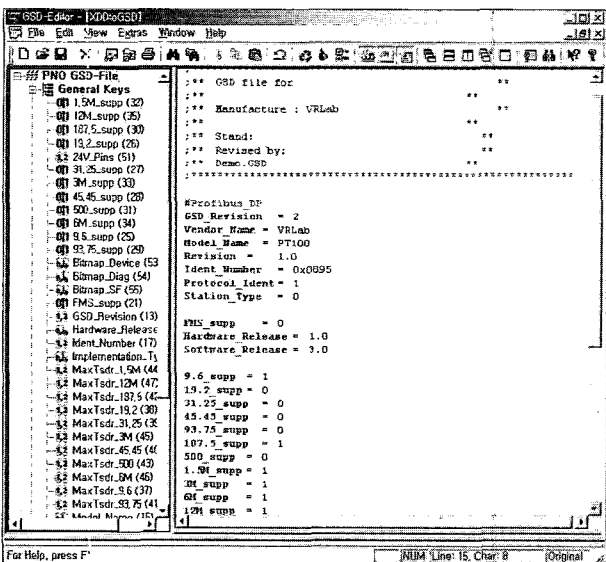 GSD-Editor - [XDDtoGSD1]
File Edit View Extras Window Help
PNO GSD-File
General Keys
1,5M_supp (32)
12M_supp (35)
187,5_supp (30)
19,2_supp (26)
24V_Pins (51)
31,25_supp (27)
3M_supp (33)
45,45_supp (28)
500_supp (31)
6M_supp (34)
9,6_supp (25)
93,75_supp (29)
Bitmap_Device (53
Bitmap_Diag (54)
Bitmap_SF (55)
FMS_supp (21)
GSD_Revision (13)
Hardware_Release
Ident_Number (17)
Implementation_Ty
MaxTsdr_1,5M (44
MaxTsdr_12M (47)
MaxTsdr_187,5 (42
MaxTsdr_19,2 (38)
MaxTsdr_31,25 (39
MaxTsdr_3M (45)
MaxTsdr_45,45 (40
MaxTsdr_500 (43)
MaxTsdr_6M (46)
MaxTsdr_9,6 (37)
MaxTsdr_93,75 (41
Model_Name (15)
;** GSD file for **
;** **
;** Manufacture : VRLab **
;** **
;** Stand: **
;** Revised by: **
;** Demo.GSD **
#Profibus_DP
GSD_Revision = 2
Vendor_Name = VRLab
Model_Name = PT100
Revision = 1.0
Ident_Number = 0x0895
Protocol_Ident = 1
Station_Type = 0
FMS_supp = 0
Hardware_Release = 1.0
Software_Release = 3.0
9.6_supp = 1
19.2_supp = 0
31.25_supp = 0
45.45_supp = 0
93.75_supp = 0
187.5_supp = 1
500_supp = 0
1.5M_supp = 1
3M_supp = 1
6M_supp = 1
12M_supp = 1
For Help, press F'
NUM Line: 15, Char: 8 Original